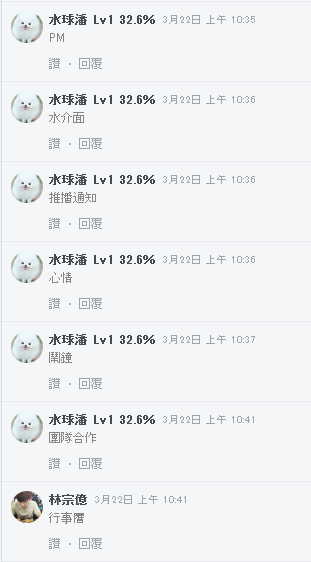 水球潘 Lv1 32.6% 3月22日 上午 10:35
PM
讚 · 回覆
水球潘 Lv1 32.6% 3月22日 上午 10:36
水介面
讚 · 回覆
水球潘 Lv1 32.6% 3月22日 上午 10:36
推播通知
讚 · 回覆
水球潘 Lv1 32.6% 3月22日 上午 10:36
心情
讚 · 回覆
水球潘 Lv1 32.6% 3月22日 上午 10:37
鬧鐘
讚 · 回覆
水球潘 Lv1 32.6% 3月22日 上午 10:41
團隊合作
讚 · 回覆
林宗億 3月22日 上午 10:41
行事曆
讚 · 回覆